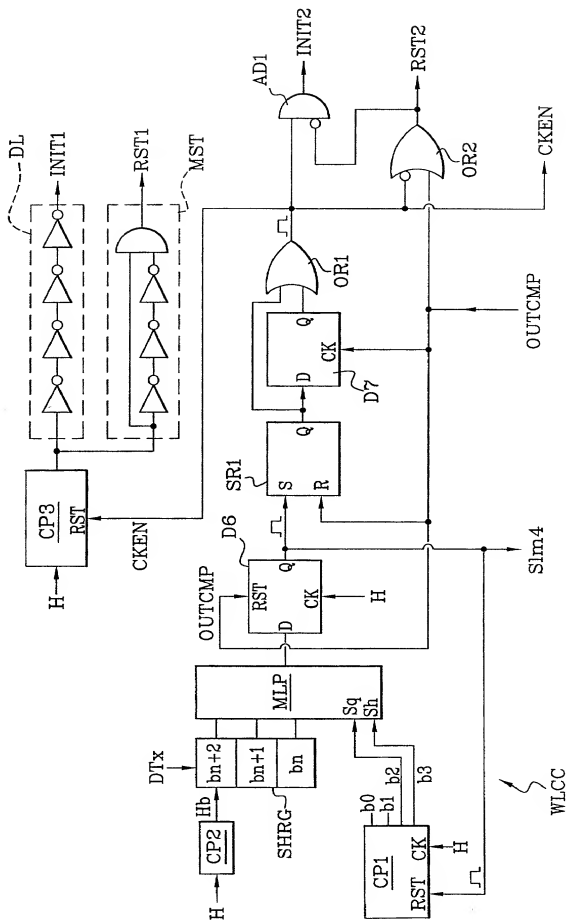 DL
INIT1
RST1
MST
CP3
RST
H
CKEN
AD1
INIT2
RST2
OR2
CKEN
OUTCMP
OR1
Q
D
CK
D7
SR1
S
R
Q
D6
OUTCMP
RST
Q
D
CK
H
Slm4
MLP
Sq
Sh
DTx
bn+2
bn+1
bn
Hb
SHRG
CP2
H
b0
b1
b2
b3
CP1
RST
CK
H
WLCC